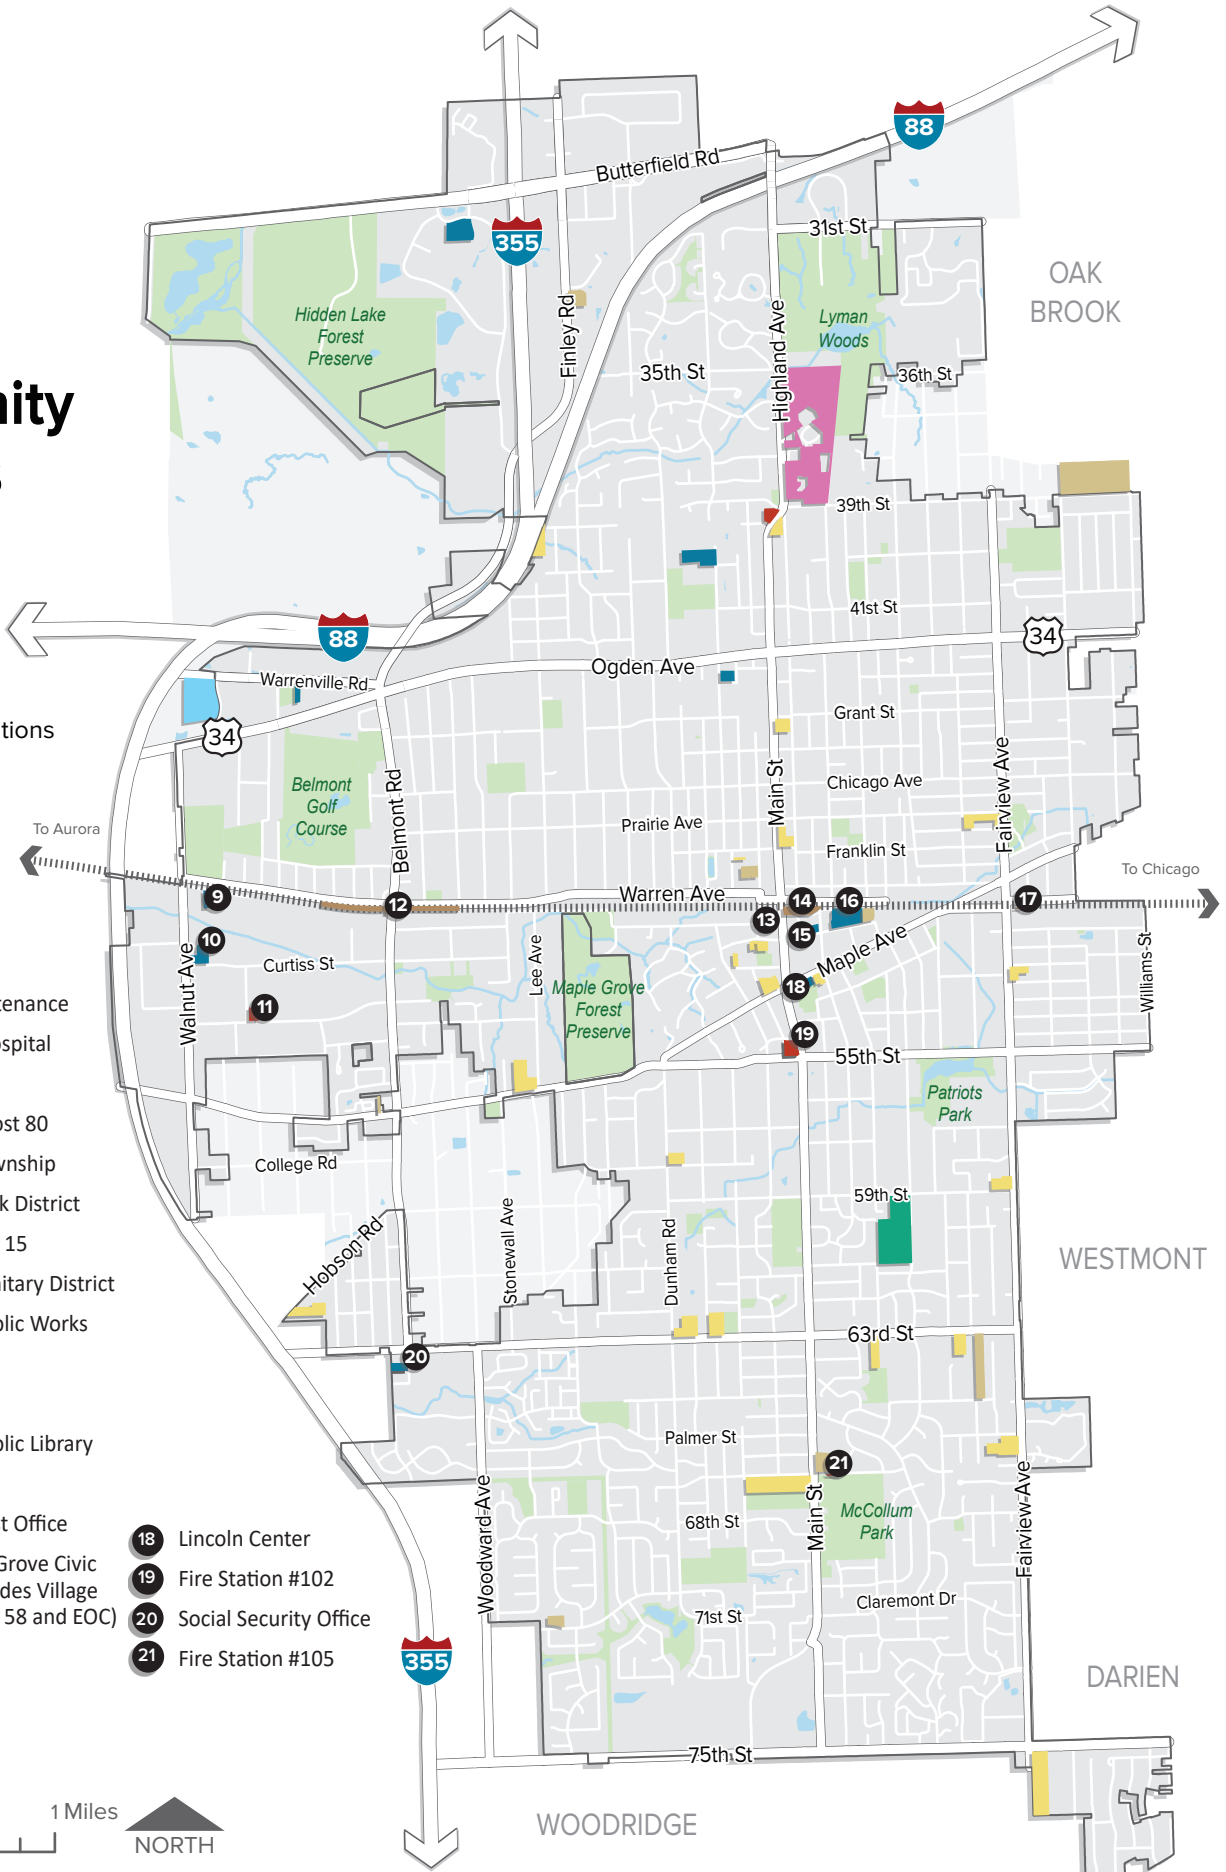 88
Butterfield Rd
31st St
355
OAK
BROOK
Hidden Lake
Forest
Preserve
Finley Rd
Highland Ave
Lyman
Woods
35th St
36th St
nity
s
39th St
41st St
34
88
Ogden Ave
Warrenville Rd
34
tions
Grant St
Belmont
Golf
Course
Belmont Rd
Main St
Chicago Ave
Fairview Ave
Prairie Ave
Franklin St
To Aurora
To Chicago
9
12
Warren Ave
14
16
17
13
10
15
Walnut Ave
Curtiss St
Lee Ave
Maple Ave
Williams St
Maple Grove
Forest
Preserve
18
11
19
tenance
ospital
55th St
Patriots
Park
ost 80
wnship
College Rd
k District
59th St
Stonewall Ave
Dunham Rd
Hobson Rd
15
WESTMONT
nitary District
blic Works
63rd St
20
blic Library
Palmer St
21
Woodward Ave
Main St
McCollum
Park
Fairview Ave
68th St
st Office
Grove Civic
des Village
58 and EOC)
18 Lincoln Center
19 Fire Station #102
20 Social Security Office
21 Fire Station #105
Claremont Dr
71st St
355
DARIEN
75th St
1 Miles
NORTH
WOODRIDGE